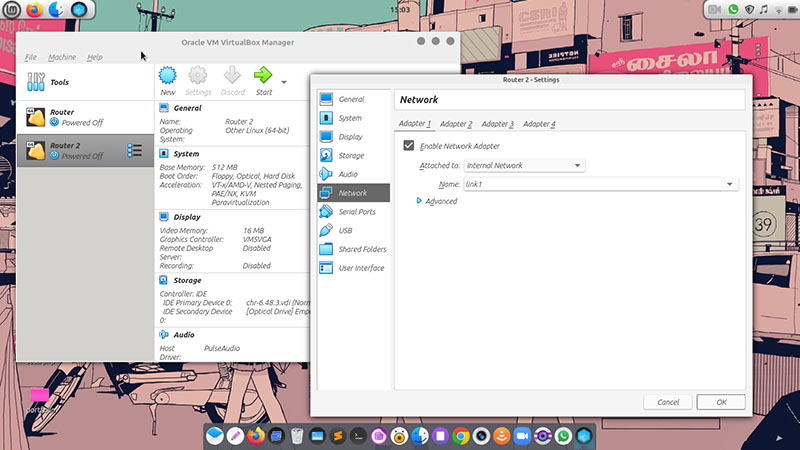 15:03
Oracle VM VirtualBox Manager
File Machine Help
Tools
Router
Powered Off
Router 2
Powered Off
New Settings Discard Start
General
Name: Router 2
Operating System: Other Linux (64-bit)
System
Base Memory: 512 MB
Boot Order: Floppy, Optical, Hard Disk
Acceleration: VT-x/AMD-V, Nested Paging,
PAE/NX, KVM
Paravirtualization
Display
Video Memory: 16 MB
Graphics Controller: VMSVGA
Remote Desktop Server: Disabled
Recording: Disabled
Storage
Controller: IDE
IDE Primary Device 0: chr-6.48.3.vdi (Norm
IDE Secondary Device 0: [Optical Drive] Emp
Audio
Host Driver: PulseAudio
Router 2 - Settings
General
System
Display
Storage
Audio
Network
Serial Ports
USB
Shared Folders
User Interface
Network
Adapter 1 Adapter 2 Adapter 3 Adapter 4
Enable Network Adapter
Attached to: Internal Network
Name: link1
Advanced
Cancel OK
CSRI
NOTFIRE
சைலா
39